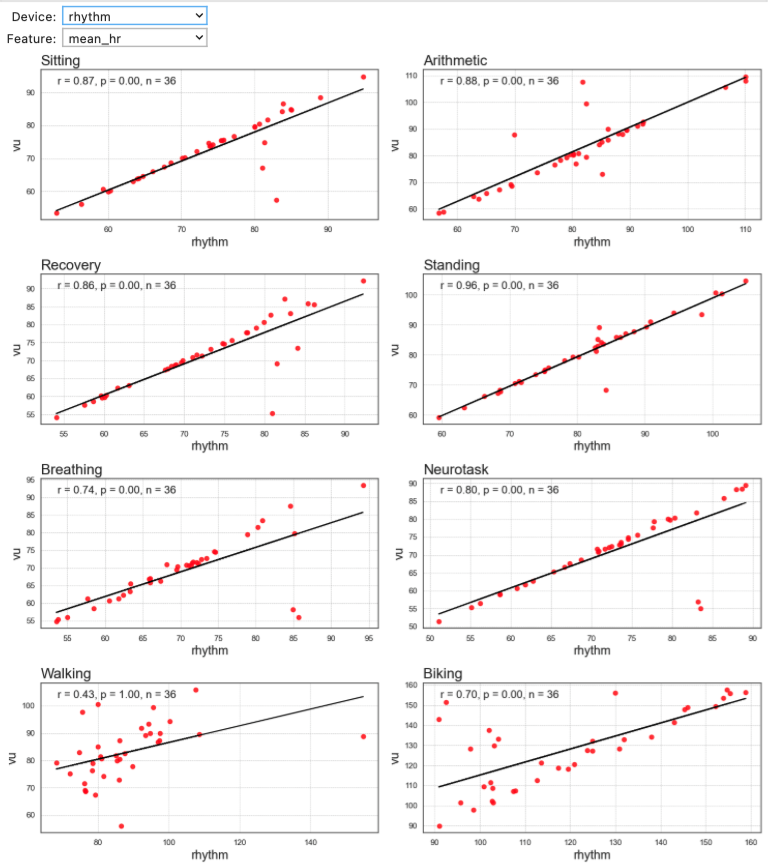 Device: rhythm
Feature: mean_hr
Sitting
r = 0.87, p = 0.00, n = 36
90
80
70
60
vu
60 70 80 90
rhythm
Arithmetic
r = 0.88, p = 0.00, n = 36
110
100
90
80
70
60
vu
60 70 80 90 100 110
rhythm
Recovery
r = 0.86, p = 0.00, n = 36
90
85
80
75
70
65
60
55
vu
55 60 65 70 75 80 85 90
rhythm
Standing
r = 0.96, p = 0.00, n = 36
100
90
80
70
60
vu
60 70 80 90 100
rhythm
Breathing
r = 0.74, p = 0.00, n = 36
95
90
85
80
75
70
65
60
55
vu
55 60 65 70 75 80 85 90 95
rhythm
Neurotask
r = 0.80, p = 0.00, n = 36
90
85
80
75
70
65
60
55
50
vu
50 55 60 65 70 75 80 85
rhythm
Walking
r = 0.43, p = 1.00, n = 36
100
90
80
70
60
vu
80 100 120 140
rhythm
Biking
r = 0.70, p = 0.00, n = 36
160
150
140
130
120
110
100
90
vu
90 100 110 120 130 140 150 160
rhythm